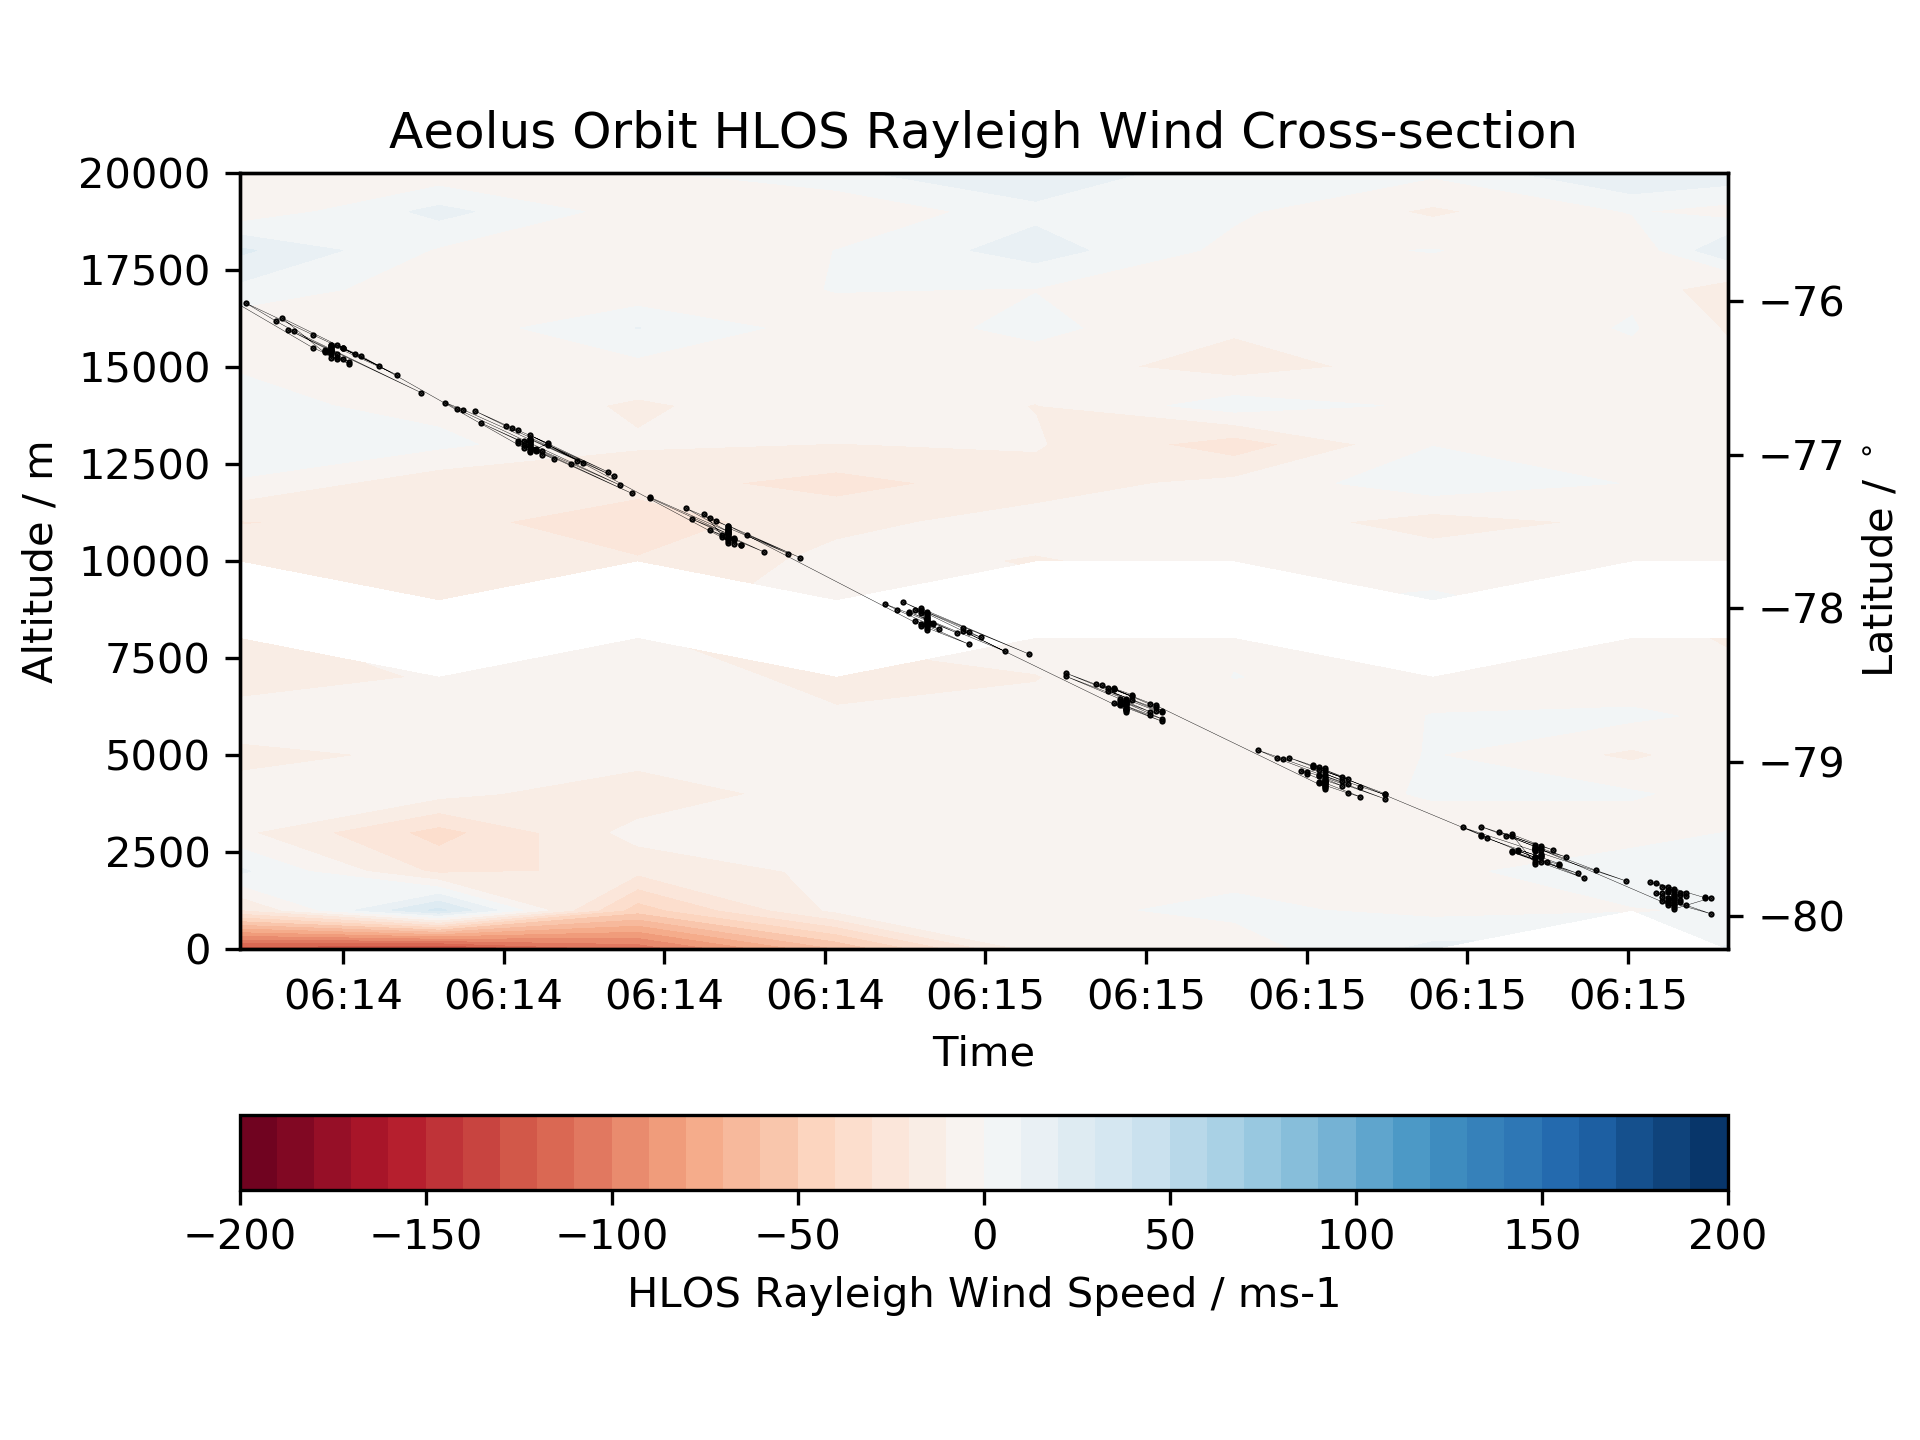 Aeolus Orbit HLOS Rayleigh Wind Cross-section
20000
17500
15000
12500
10000
7500
5000
2500
0
Altitude / m
−76
−77
−78
−79
−80
Latitude / °
06:14 06:14 06:14 06:14 06:15 06:15 06:15 06:15 06:15
Time
−200 −150 −100 −50 0 50 100 150 200
HLOS Rayleigh Wind Speed / ms-1